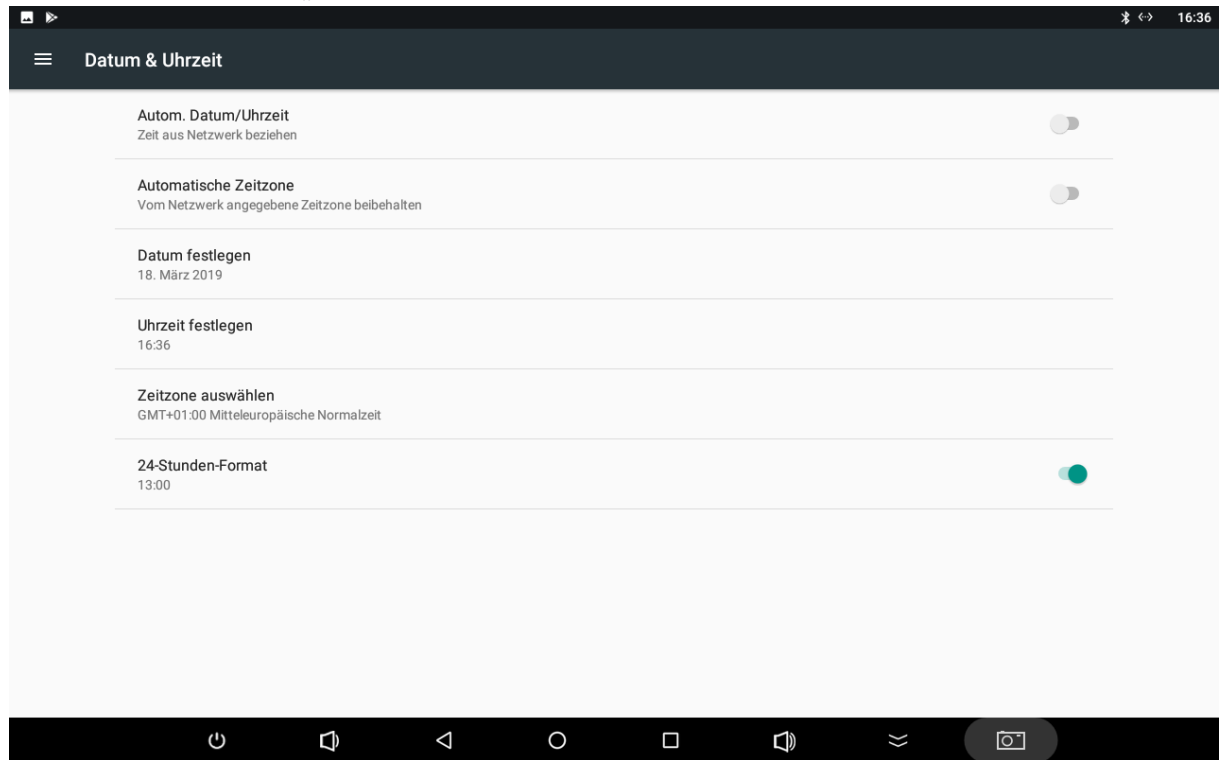 16:36
Datum & Uhrzeit
Autom. Datum/Uhrzeit
Zeit aus Netzwerk beziehen
Automatische Zeitzone
Vom Netzwerk angegebene Zeitzone beibehalten
Datum festlegen
18. März 2019
Uhrzeit festlegen
16:36
Zeitzone auswählen
GMT+01:00 Mitteleuropäische Normalzeit
24-Stunden-Format
13:00